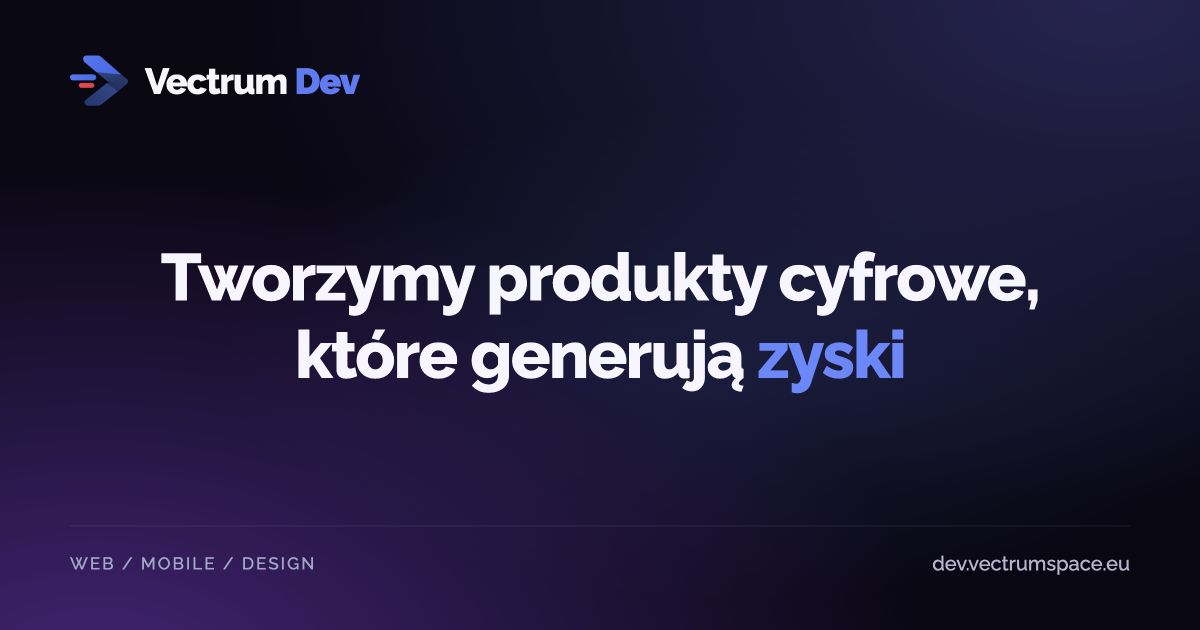 Vectrum Dev
Tworzymy produkty cyfrowe,
które generują zyski
WEB / MOBILE / DESIGN
dev.vectrumspace.eu